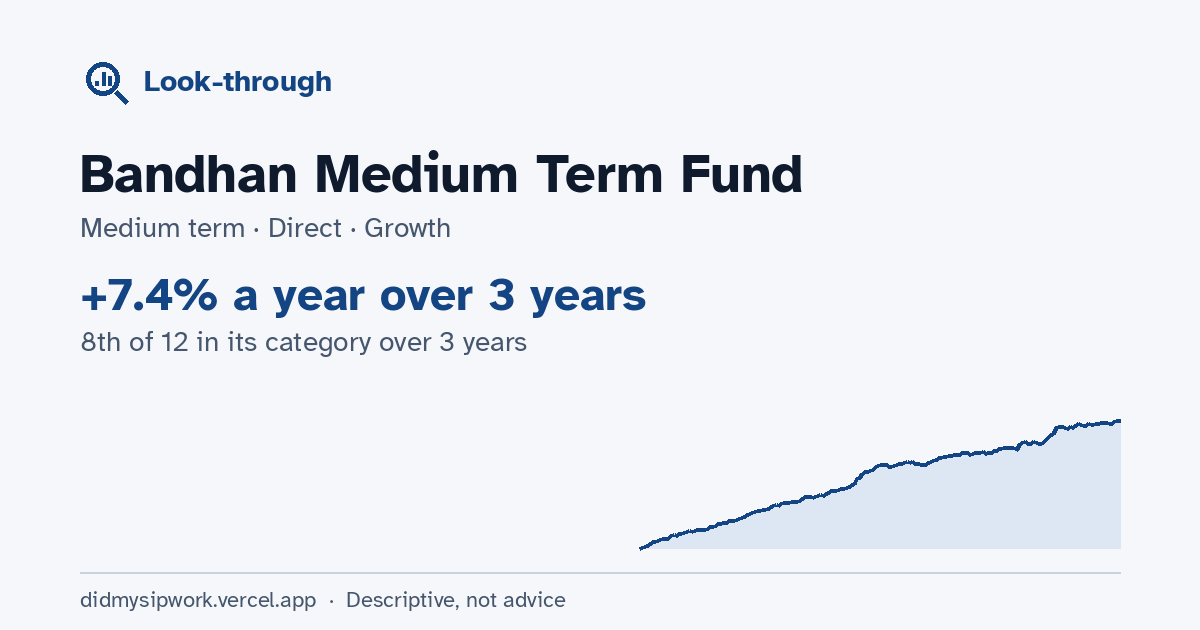 Look-through
Bandhan Medium Term Fund
Medium term · Direct · Growth
+7.4% a year over 3 years
8th of 12 in its category over 3 years
didmysipwork.vercel.app · Descriptive, not advice